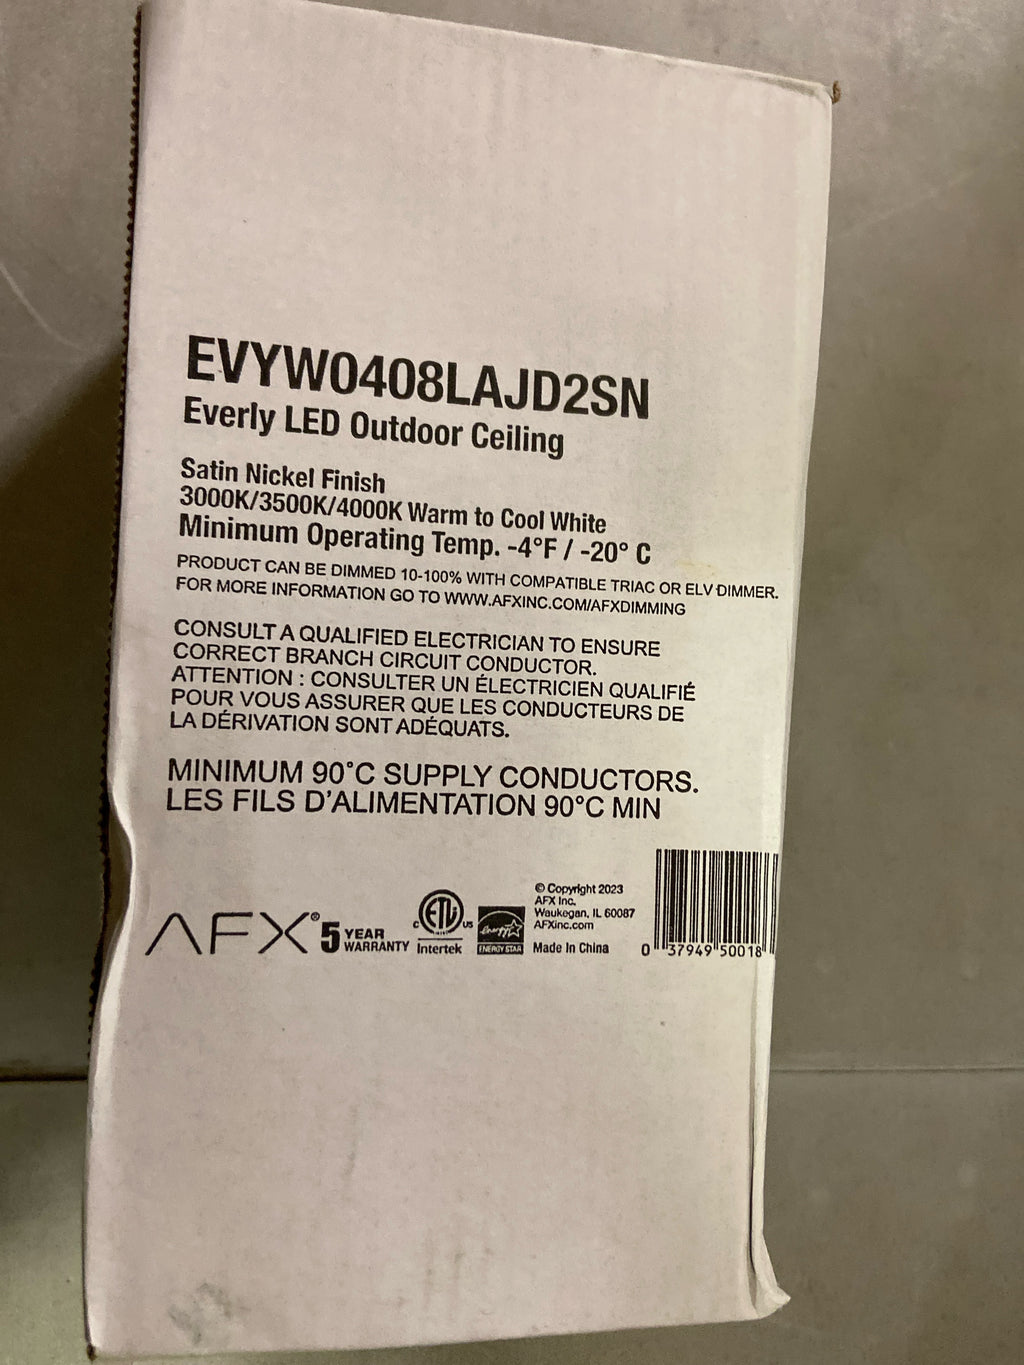 EVYW0408LAJD2SN
Everly LED Outdoor Ceiling
Satin Nickel Finish
3000K/3500K/4000K Warm to Cool White
Minimum Operating Temp. -4°F / -20° C
PRODUCT CAN BE DIMMED 10-100% WITH COMPATIBLE TRIAC OR ELV DIMMER.
FOR MORE INFORMATION GO TO WWW.AFXINC.COM/AFXDIMMING
CONSULT A QUALIFIED ELECTRICIAN TO ENSURE
CORRECT BRANCH CIRCUIT CONDUCTOR.
ATTENTION : CONSULTER UN ÉLECTRICIEN QUALIFIÉ
POUR VOUS ASSURER QUE LES CONDUCTEURS DE
LA DÉRIVATION SONT ADÉQUATS.
MINIMUM 90°C SUPPLY CONDUCTORS.
LES FILS D'ALIMENTATION 90°C MIN
AFX®
5 YEAR
WARRANTY
C ETL US
Intertek
energy
ENERGY STAR
© Copyright 2023
AFX Inc.
Waukegan, IL 60087
AFXinc.com
Made In China
0 37949 50018